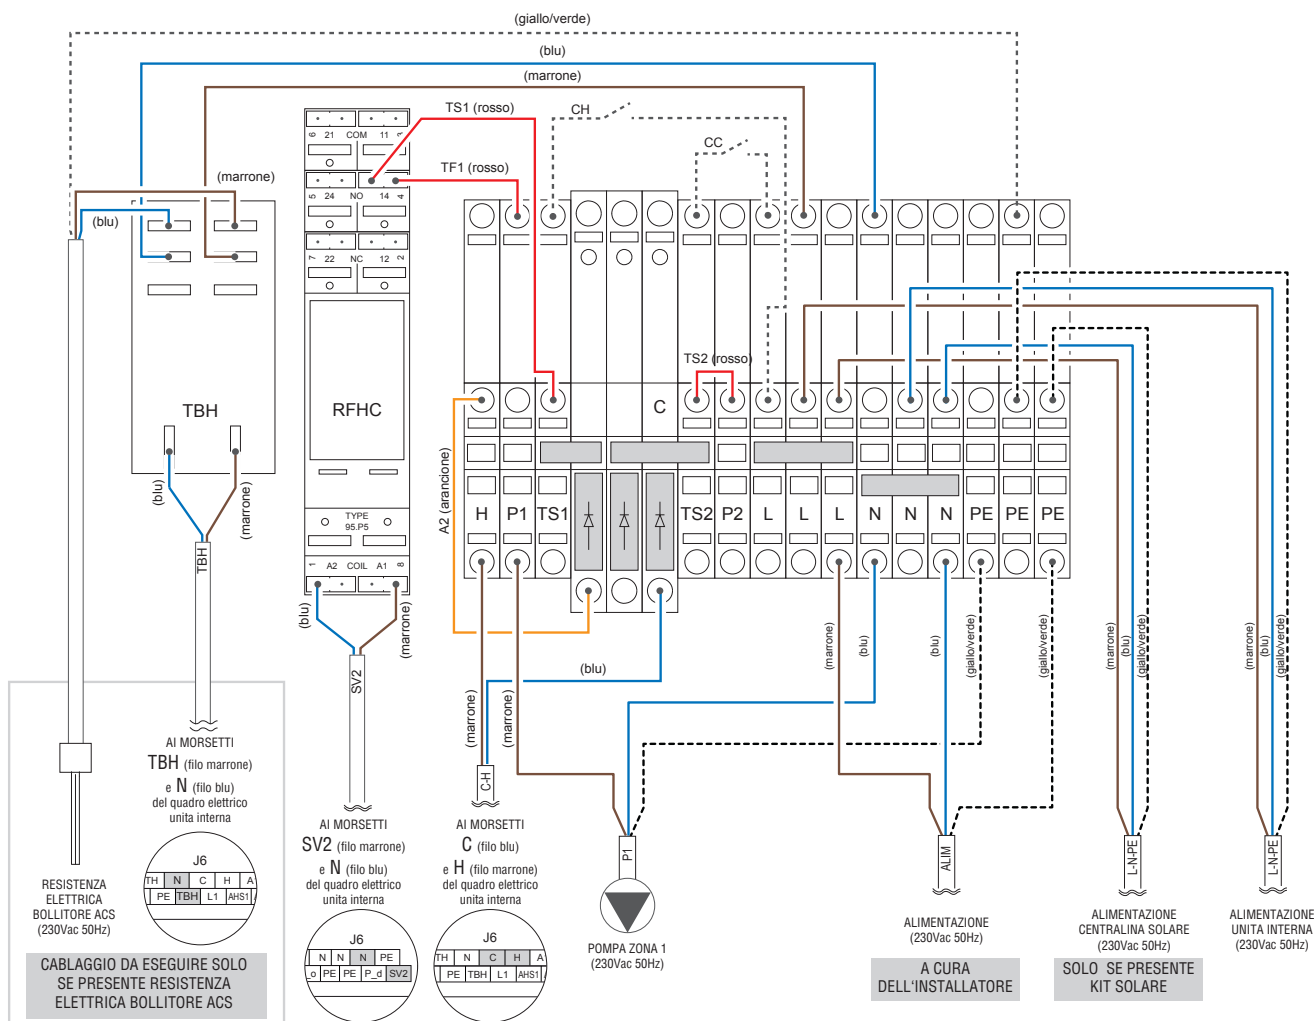 (giallo/verde)
(blu)
(marrone)
TS1 (rosso)
CH
CC
TF1 (rosso)
(marrone)
(blu)
6 21 COM 11 3
5 24 NO 14 4
7 22 NC 12 2
TBH
RFHC
TS2 (rosso)
C
A2 (arancione)
(blu)
(marrone)
TYPE
95.P5
H P1 TS1 TS2 P2 L L L N N N PE PE PE
TBH
1 A2 COIL A1 8
(blu)
(marrone)
SV2
(blu)
(marrone)
(marrone)
(marrone)
(blu)
(blu)
(giallo/verde)
(giallo/verde)
(marrone)
(blu)
(giallo/verde)
(marrone)
(blu)
(giallo/verde)
C-H
P1
ALIM
L-N-PE
L-N-PE
AI MORSETTI
TBH (filo marrone)
e N (filo blu)
del quadro elettrico
unita interna
J6
TH N C H A
PE TBH L1 AHS1
AI MORSETTI
SV2 (filo marrone)
e N (filo blu)
del quadro elettrico
unita interna
J6
N N N PE
_o PE PE P_d SV2
AI MORSETTI
C (filo blu)
e H (filo marrone)
del quadro elettrico
unita interna
J6
TH N C H A
PE TBH L1 AHS1
RESISTENZA
ELETTRICA
BOLLITORE ACS
(230Vac 50Hz)
CABLAGGIO DA ESEGUIRE SOLO
SE PRESENTE RESISTENZA
ELETTRICA BOLLITORE ACS
POMPA ZONA 1
(230Vac 50Hz)
ALIMENTAZIONE
(230Vac 50Hz)
A CURA
DELL'INSTALLATORE
ALIMENTAZIONE
CENTRALINA SOLARE
(230Vac 50Hz)
SOLO SE PRESENTE
KIT SOLARE
ALIMENTAZIONE
UNITA INTERNA
(230Vac 50Hz)